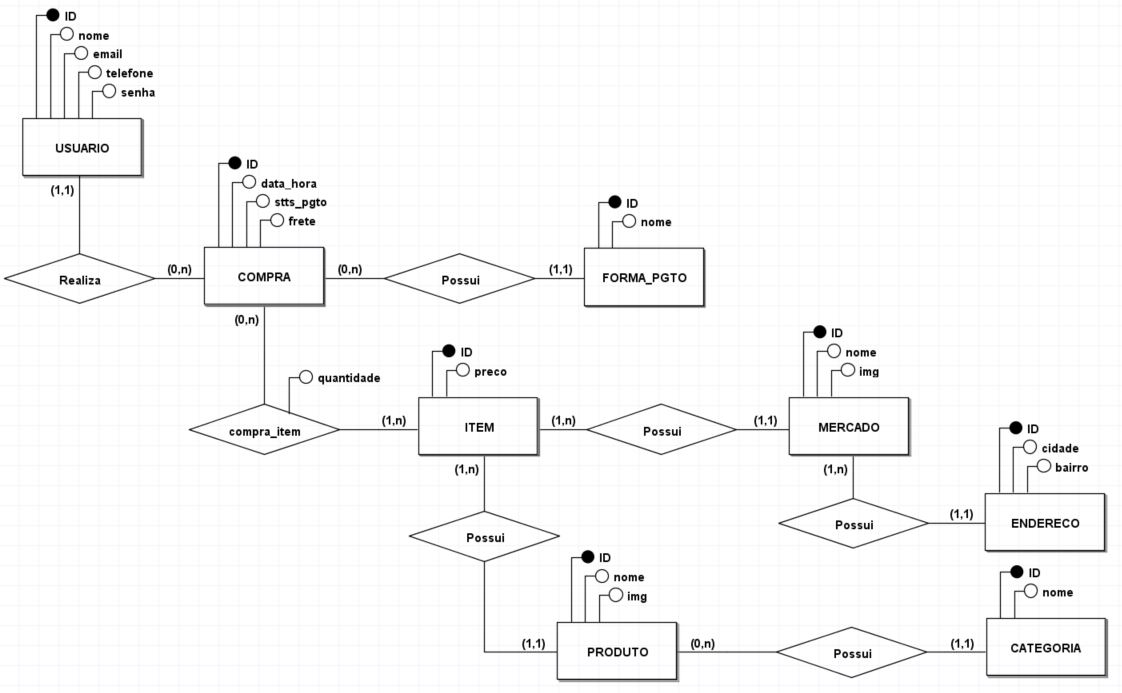 ID
nome
email
telefone
senha
USUARIO
(1,1)
Realiza
(0,n)
ID
data_hora
stts_pgto
frete
COMPRA
(0,n)
Possui
(1,1)
ID
nome
FORMA_PGTO
(0,n)
quantidade
compra_item
(1,n)
ID
preco
ITEM
(1,n)
Possui
(1,1)
ID
nome
img
MERCADO
(1,n)
Possui
(1,1)
ID
cidade
bairro
ENDERECO
(1,n)
Possui
(1,1)
ID
nome
img
PRODUTO
(0,n)
Possui
(1,1)
ID
nome
CATEGORIA